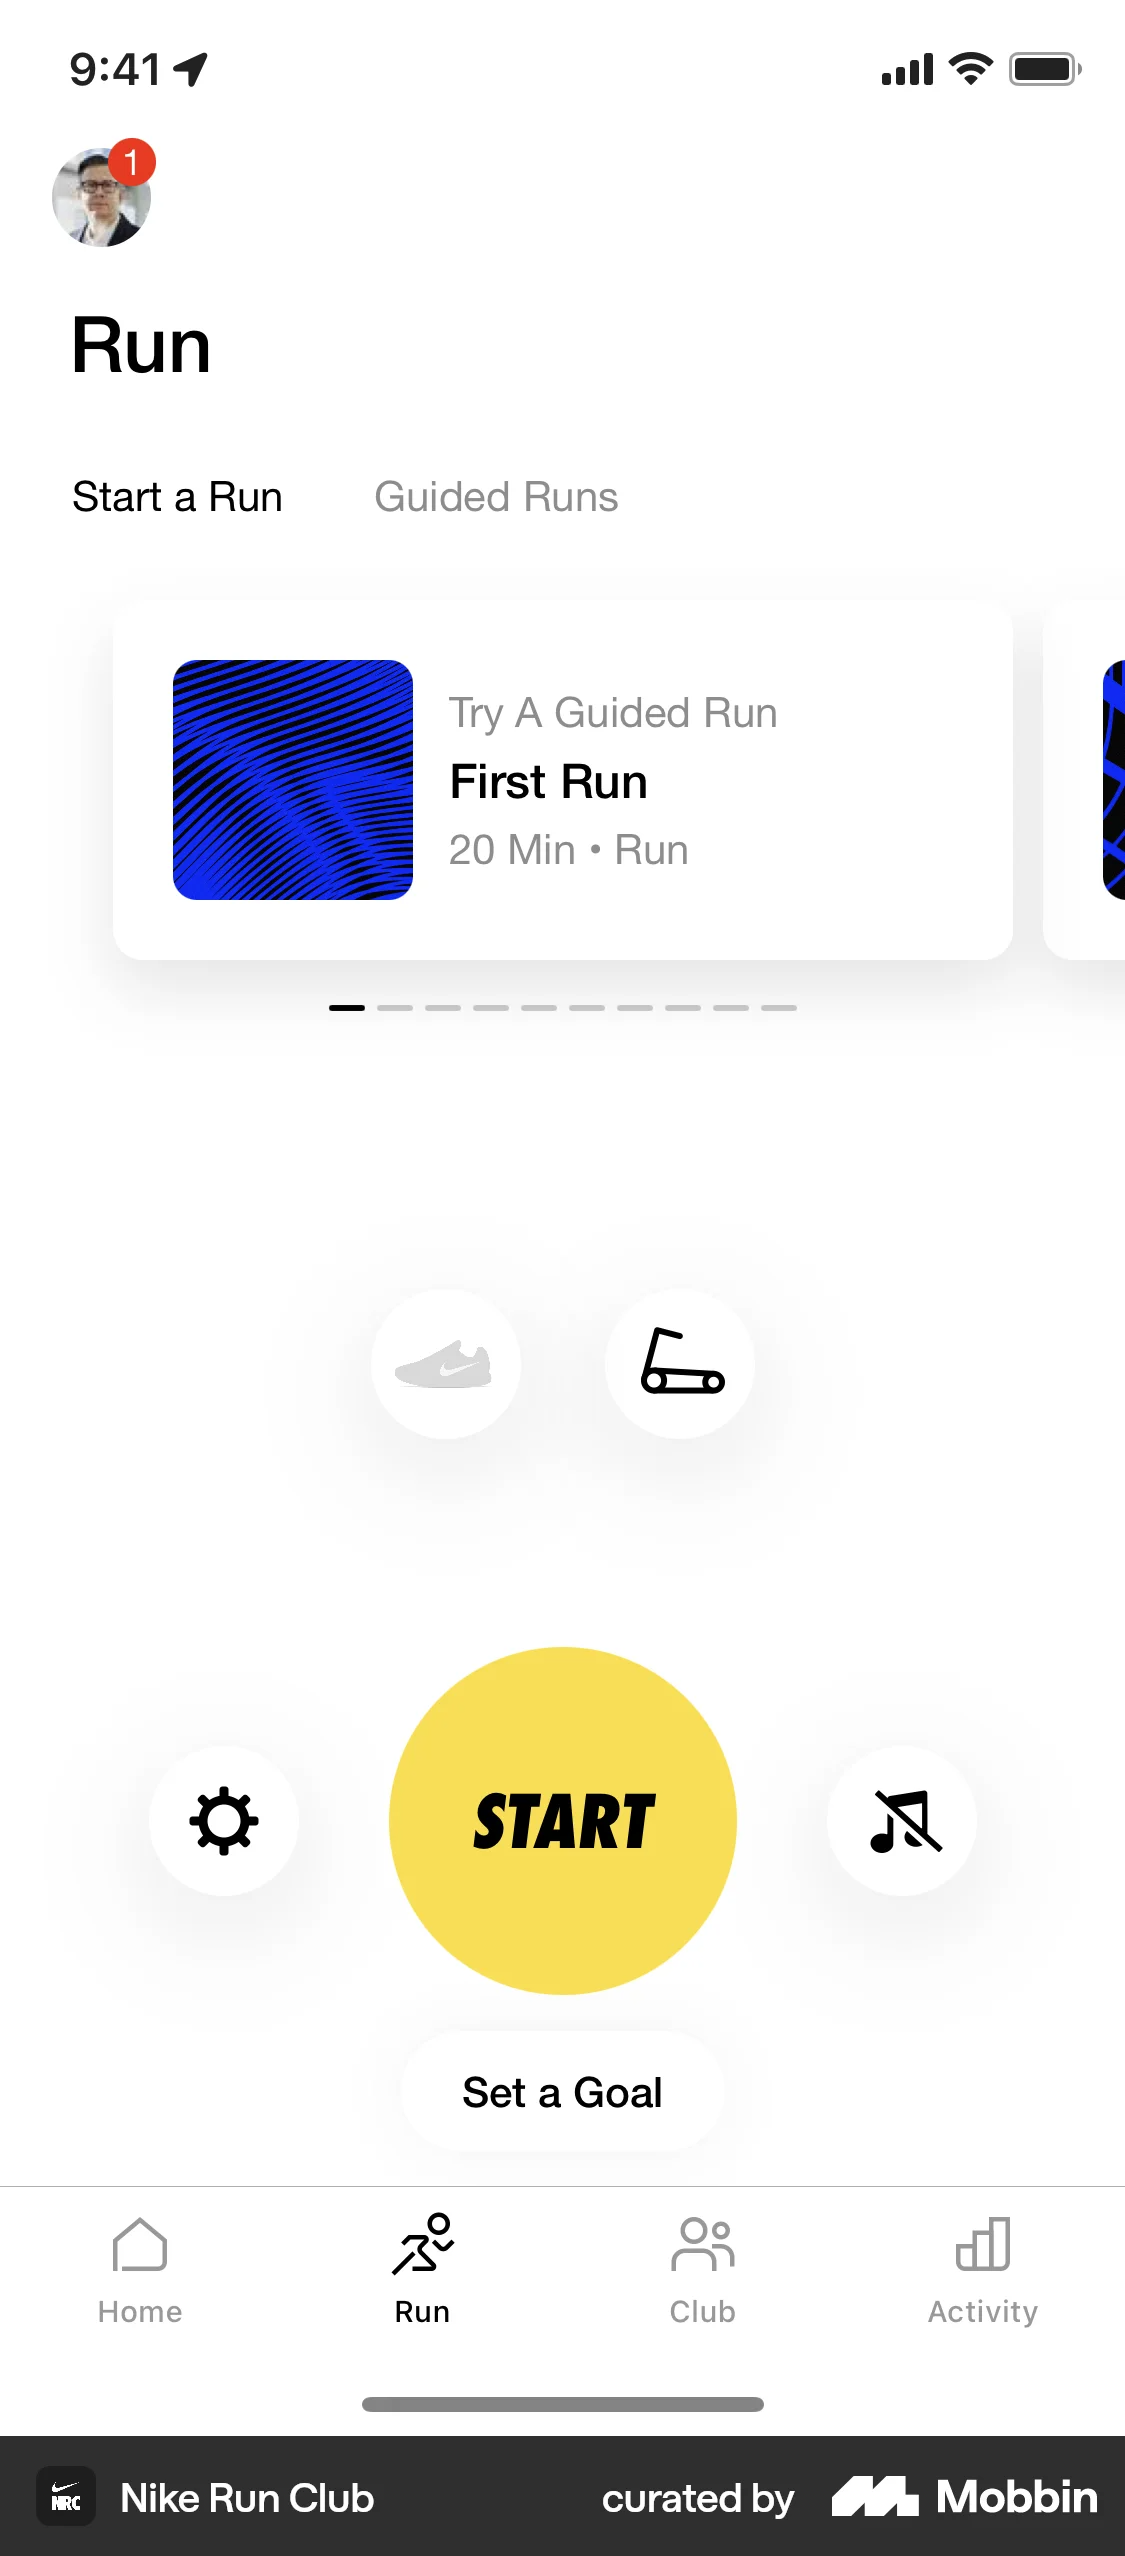 9:41
1
Run
Start a Run
Guided Runs
Try A Guided Run
First Run
20 Min • Run
START
Set a Goal
Home
Run
Club
Activity
NRC
Nike Run Club
curated by
Mobbin